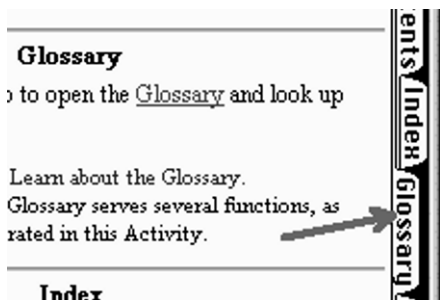 Glossary
to open the Glossary and look up
Learn about the Glossary.
Glossary serves several functions, as
rated in this Activity.
Index
ents
Index
Glossary